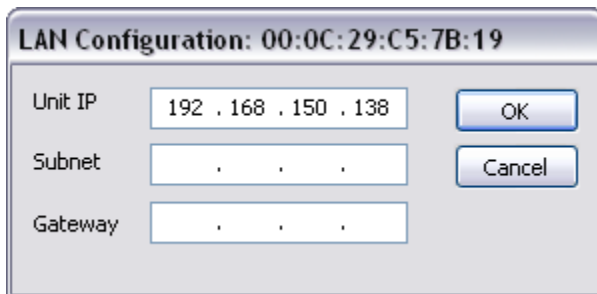 LAN Configuration: 00:0C:29:C5:7B:19
Unit IP 192 . 168 . 150 . 138 OK
Subnet . . . Cancel
Gateway . . .